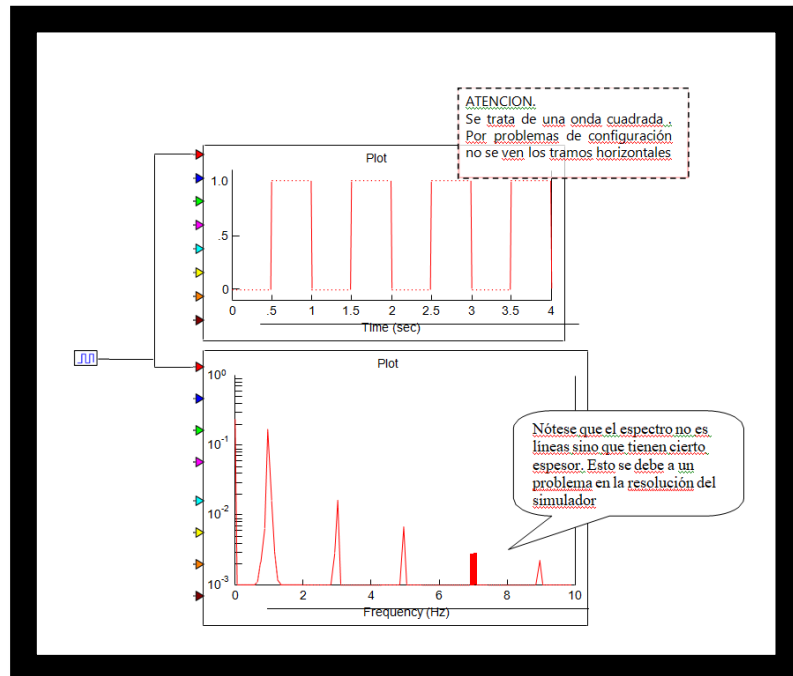 ATENCION.
Se trata de una onda cuadrada .
Por problemas de configuración
no se ven los tramos horizontales
Plot
1.0
.5
0
0 .5 1 1.5 2 2.5 3 3.5 4
Time (sec)
Plot
10⁰
10⁻¹
10⁻²
10⁻³
0 2 4 6 8 10
Frequency (Hz)
Nótese que el espectro no es
líneas sino que tienen cierto
espesor. Esto se debe a un
problema en la resolución del
simulador